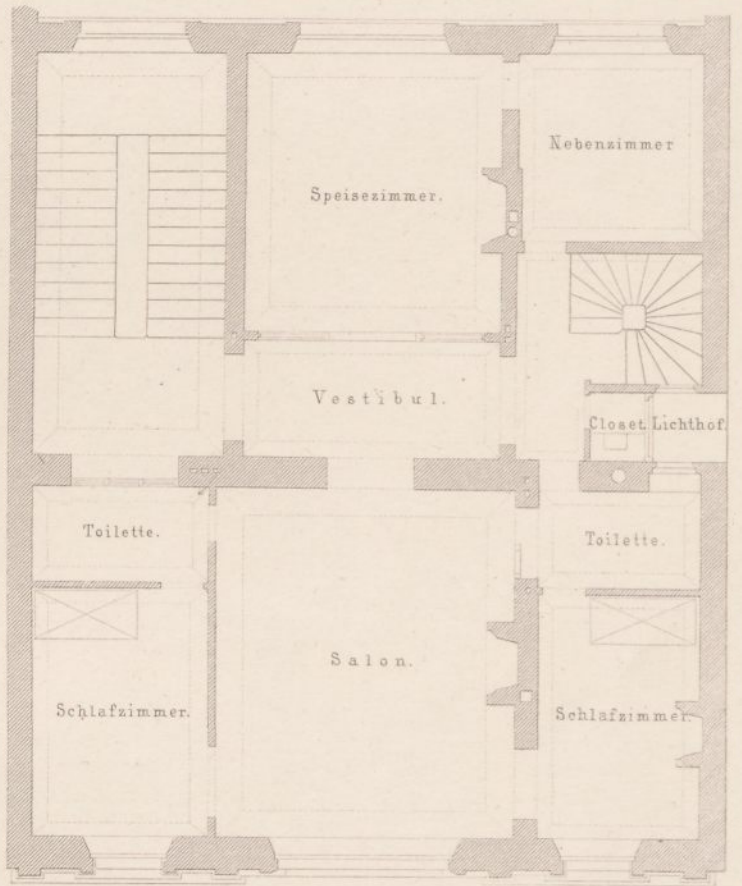 Nebenzimmer
Speisezimmer.
Vestibul.
Closet.
Lichthof.
Toilette.
Toilette.
Salon.
Schlafzimmer.
Schlafzimmer.